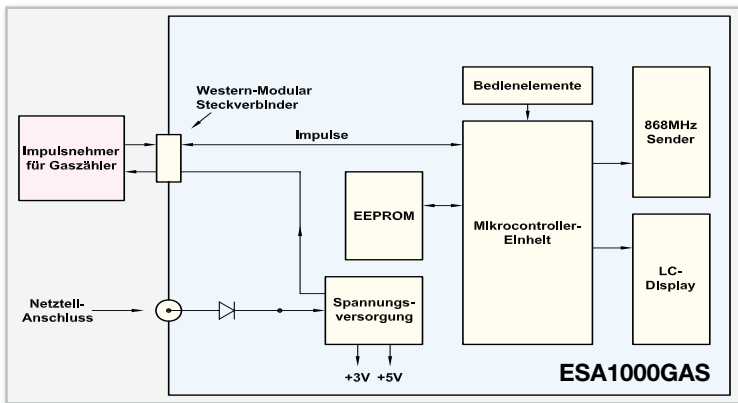 Western-Modular
Steckverbinder
Bedienelemente
868MHz
Sender
Impulsnehmer
für Gaszähler
Impulse
EEPROM
Mikrocontroller-
Einheit
LC-
Display
Netzteil-
Anschluss
Spannungs-
versorgung
+3V +5V
ESA1000GAS